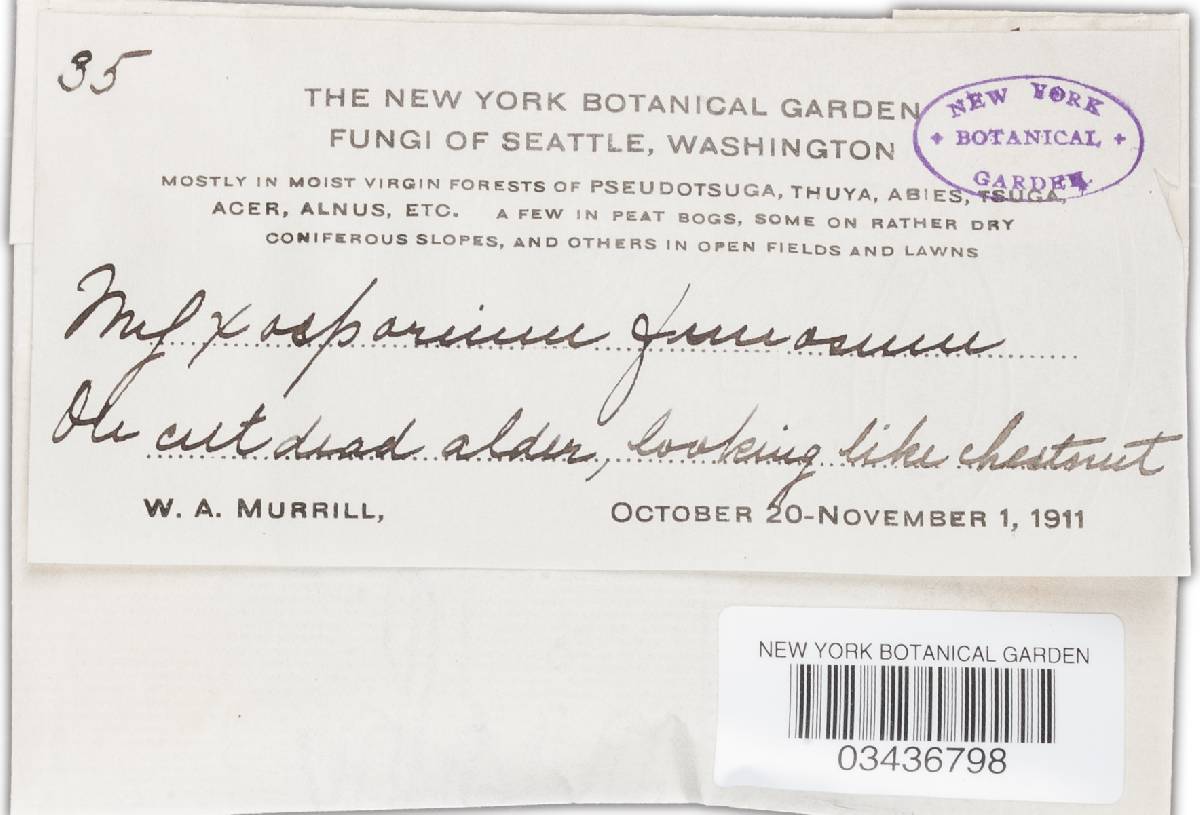 35
THE NEW YORK BOTANICAL GARDEN
FUNGI OF SEATTLE, WASHINGTON
NEW YORK
BOTANICAL
GARDEN
MOSTLY IN MOIST VIRGIN FORESTS OF PSEUDOTSUGA, THUYA, ABIES, TSUGA,
ACER, ALNUS, ETC. A FEW IN PEAT BOGS, SOME ON RATHER DRY
CONIFEROUS SLOPES, AND OTHERS IN OPEN FIELDS AND LAWNS
Myxosporium fumosum
On cut dead alder, looking like chestnut
W. A. MURRILL, OCTOBER 20-NOVEMBER 1, 1911
NEW YORK BOTANICAL GARDEN
03436798